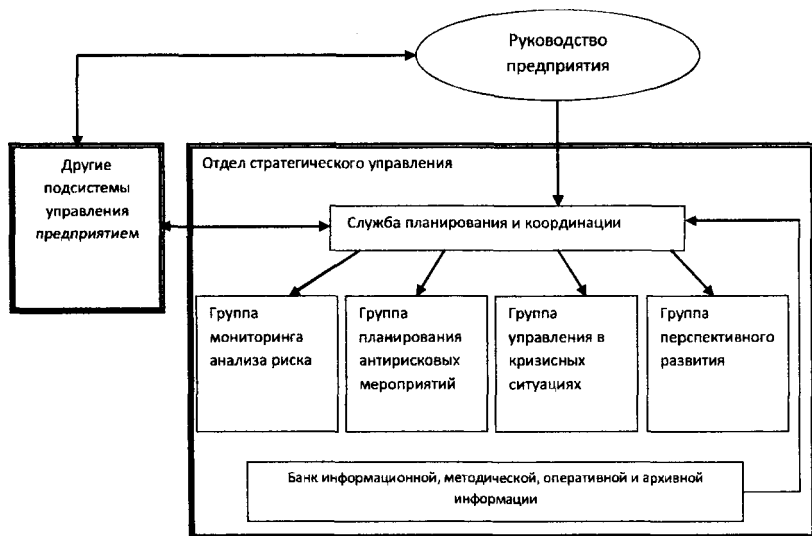 Руководство
предприятия
Другие
подсистемы
управления
предприятием
Отдел стратегического управления
Служба планирования и координации
Группа
мониторинга
анализа риска
Группа
планирования
антирисковых
мероприятий
Группа
управления в
кризисных
ситуациях
Группа
перспективного
развития
Банк информационной, методической, оперативной и архивной
информации